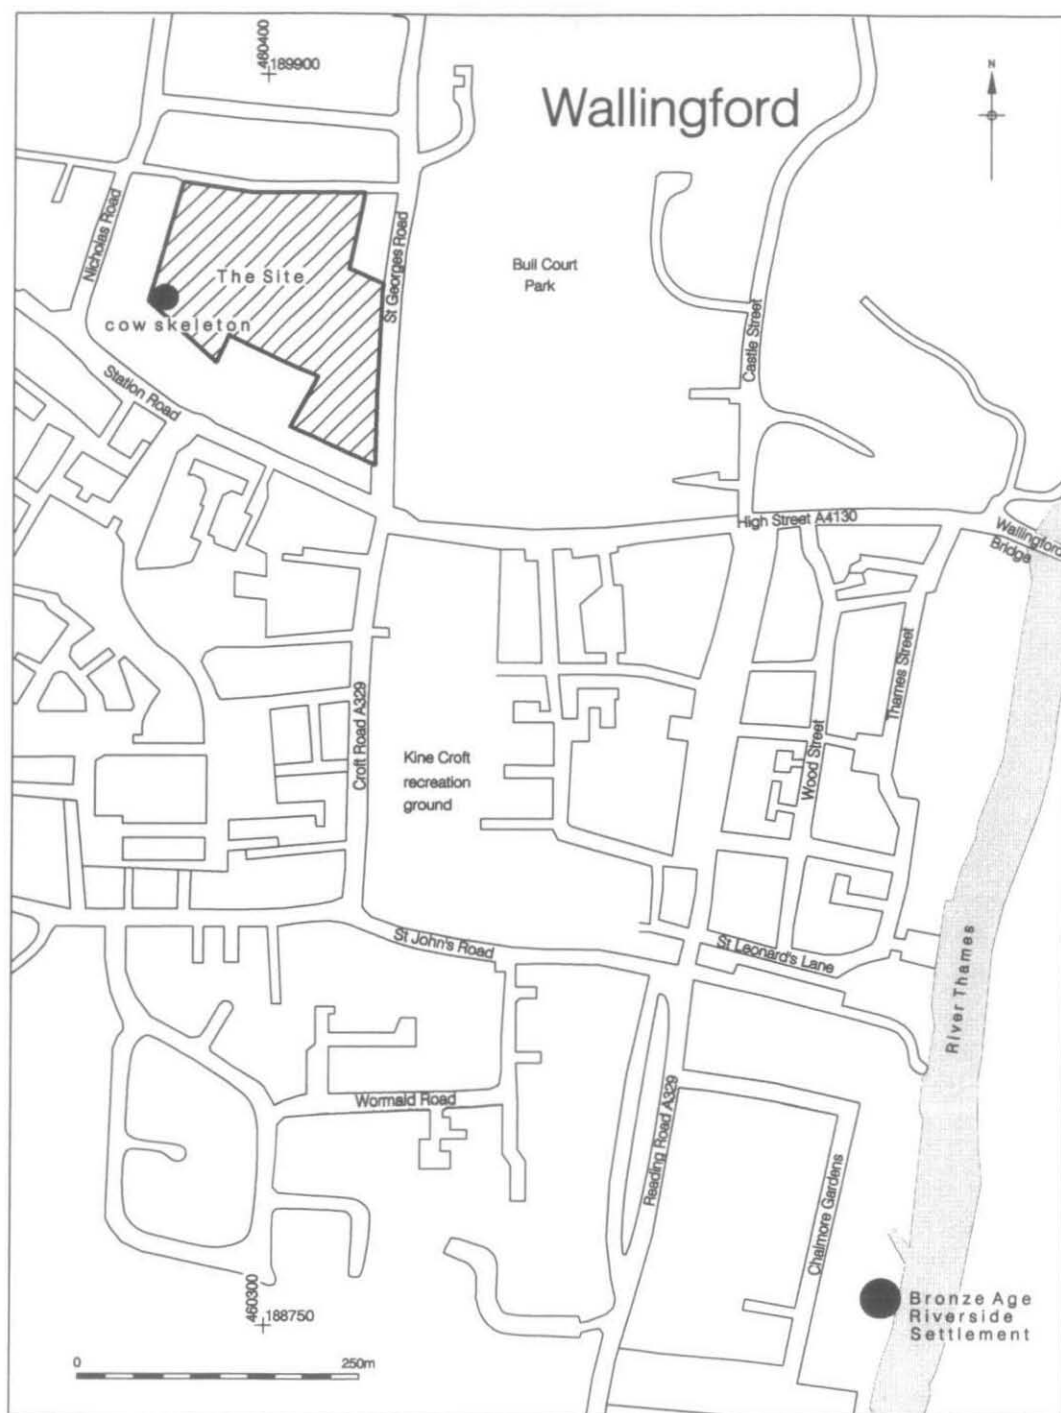 460400
189900
N
Wallingford
Nicholas Road
St Georges Road
The Site
cow skeleton
Bull Court
Park
Castle Street
Station Road
High Street A4130
Wallingford
Bridge
Thames Street
Croft Road A329
Kine Croft
recreation
ground
Wood Street
St John's Road
St Leonard's Lane
River Thames
Wormald Road
Reading Road A329
Chalmore Gardens
460300
188750
Bronze Age
Riverside
Settlement
0
250m